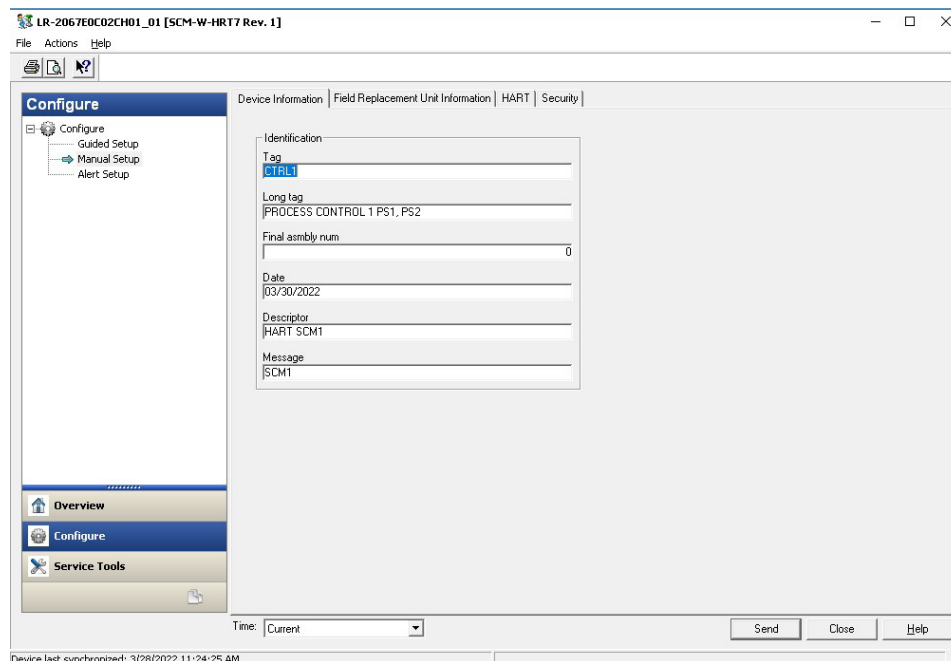 LR-2067E0C02CH01_01 [SCM-W-HRT7 Rev. 1]
File Actions Help
Configure
Configure
Guided Setup
Manual Setup
Alert Setup
Overview
Configure
Service Tools
Device Information Field Replacement Unit Information HART Security
Identification
Tag
CTRL1
Long tag
PROCESS CONTROL 1 PS1, PS2
Final asmbly num
0
Date
03/30/2022
Descriptor
HART SCM1
Message
SCM1
Time: Current
Send Close Help
Device last synchronized: 3/28/2022 11:24:25 AM